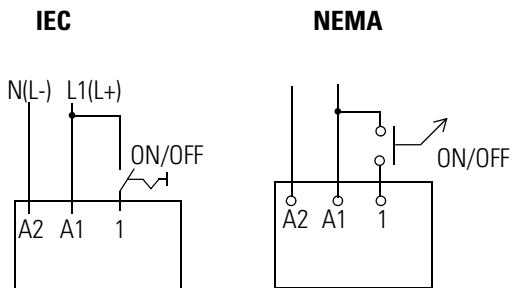 IEC NEMA
N(L-) L1(L+)
ON/OFF
ON/OFF
A2 A1 1
A2 A1 1